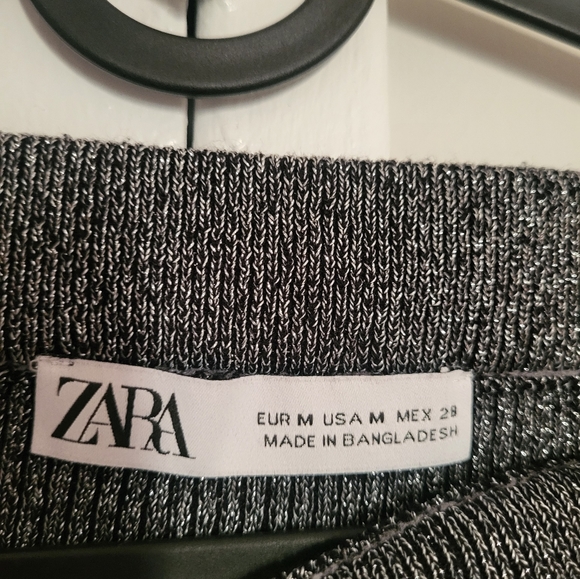 ZARA
EUR M USA M MEX 28
MADE IN BANGLADESH